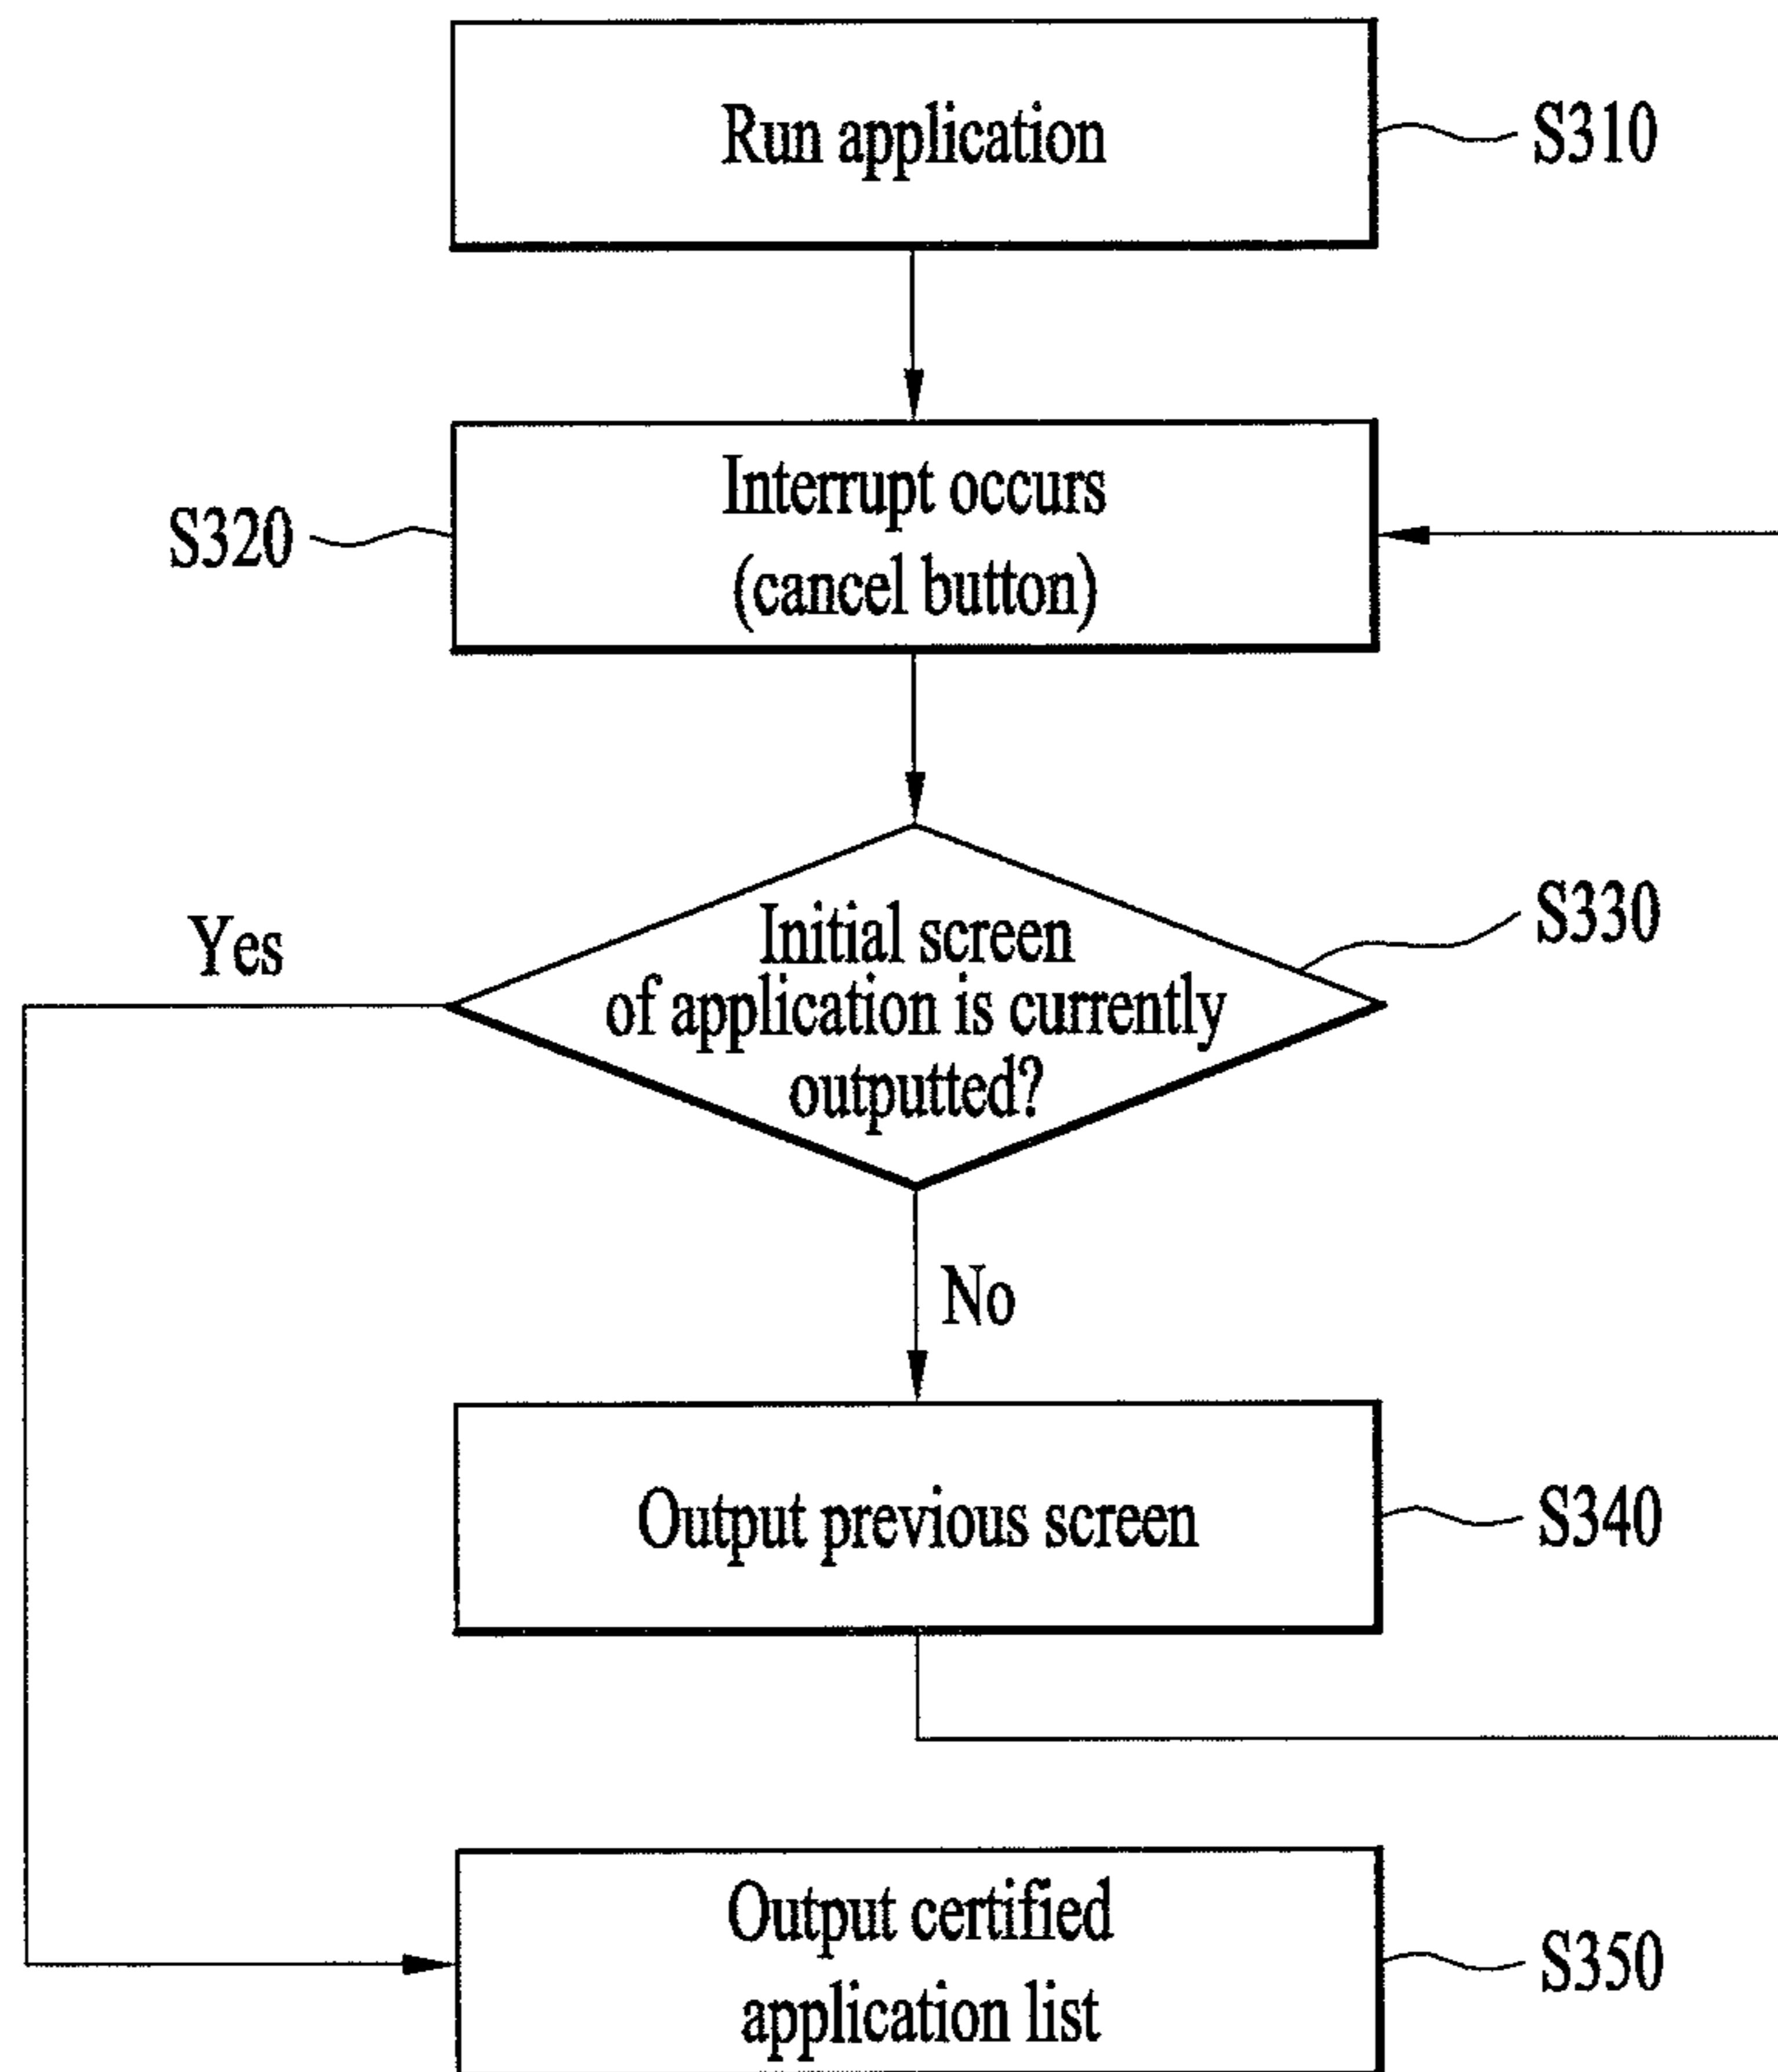 Run application
S310
Interrupt occurs
(cancel button)
S320
Initial screen
of application is currently
outputted?
S330
Yes
No
Output previous screen
S340
Output certified
application list
S350